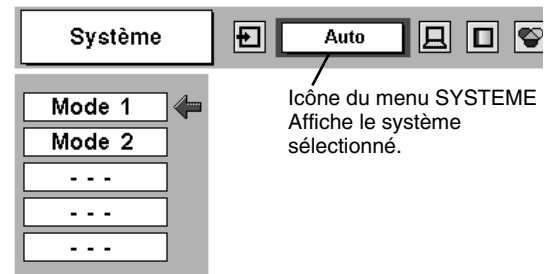 Système
Auto
Icône du menu SYSTEME
Affiche le système
sélectionné.
Mode 1
Mode 2
- - -
- - -
- - -